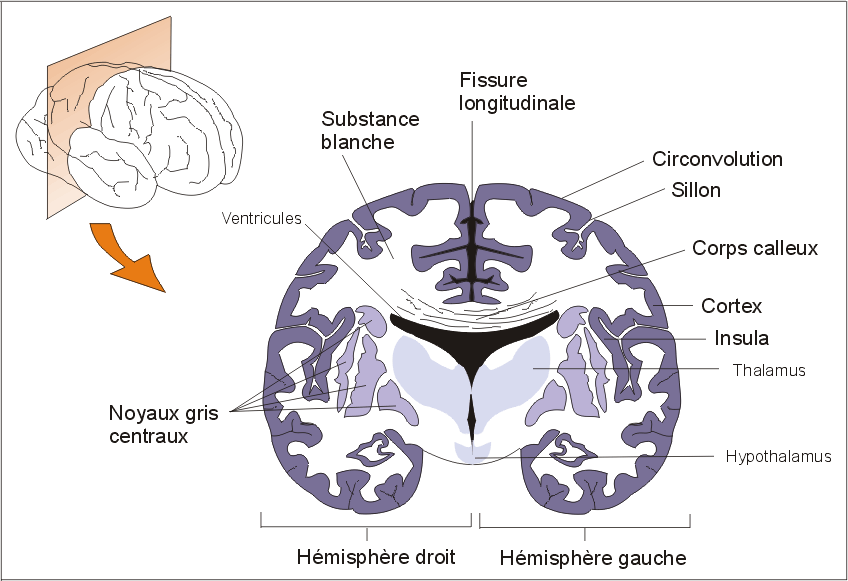 Fissure
longitudinale
Substance
blanche
Circonvolution
Sillon
Ventricules
Corps calleux
Cortex
Insula
Thalamus
Noyaux gris
centraux
Hypothalamus
Hémisphère droit
Hémisphère gauche